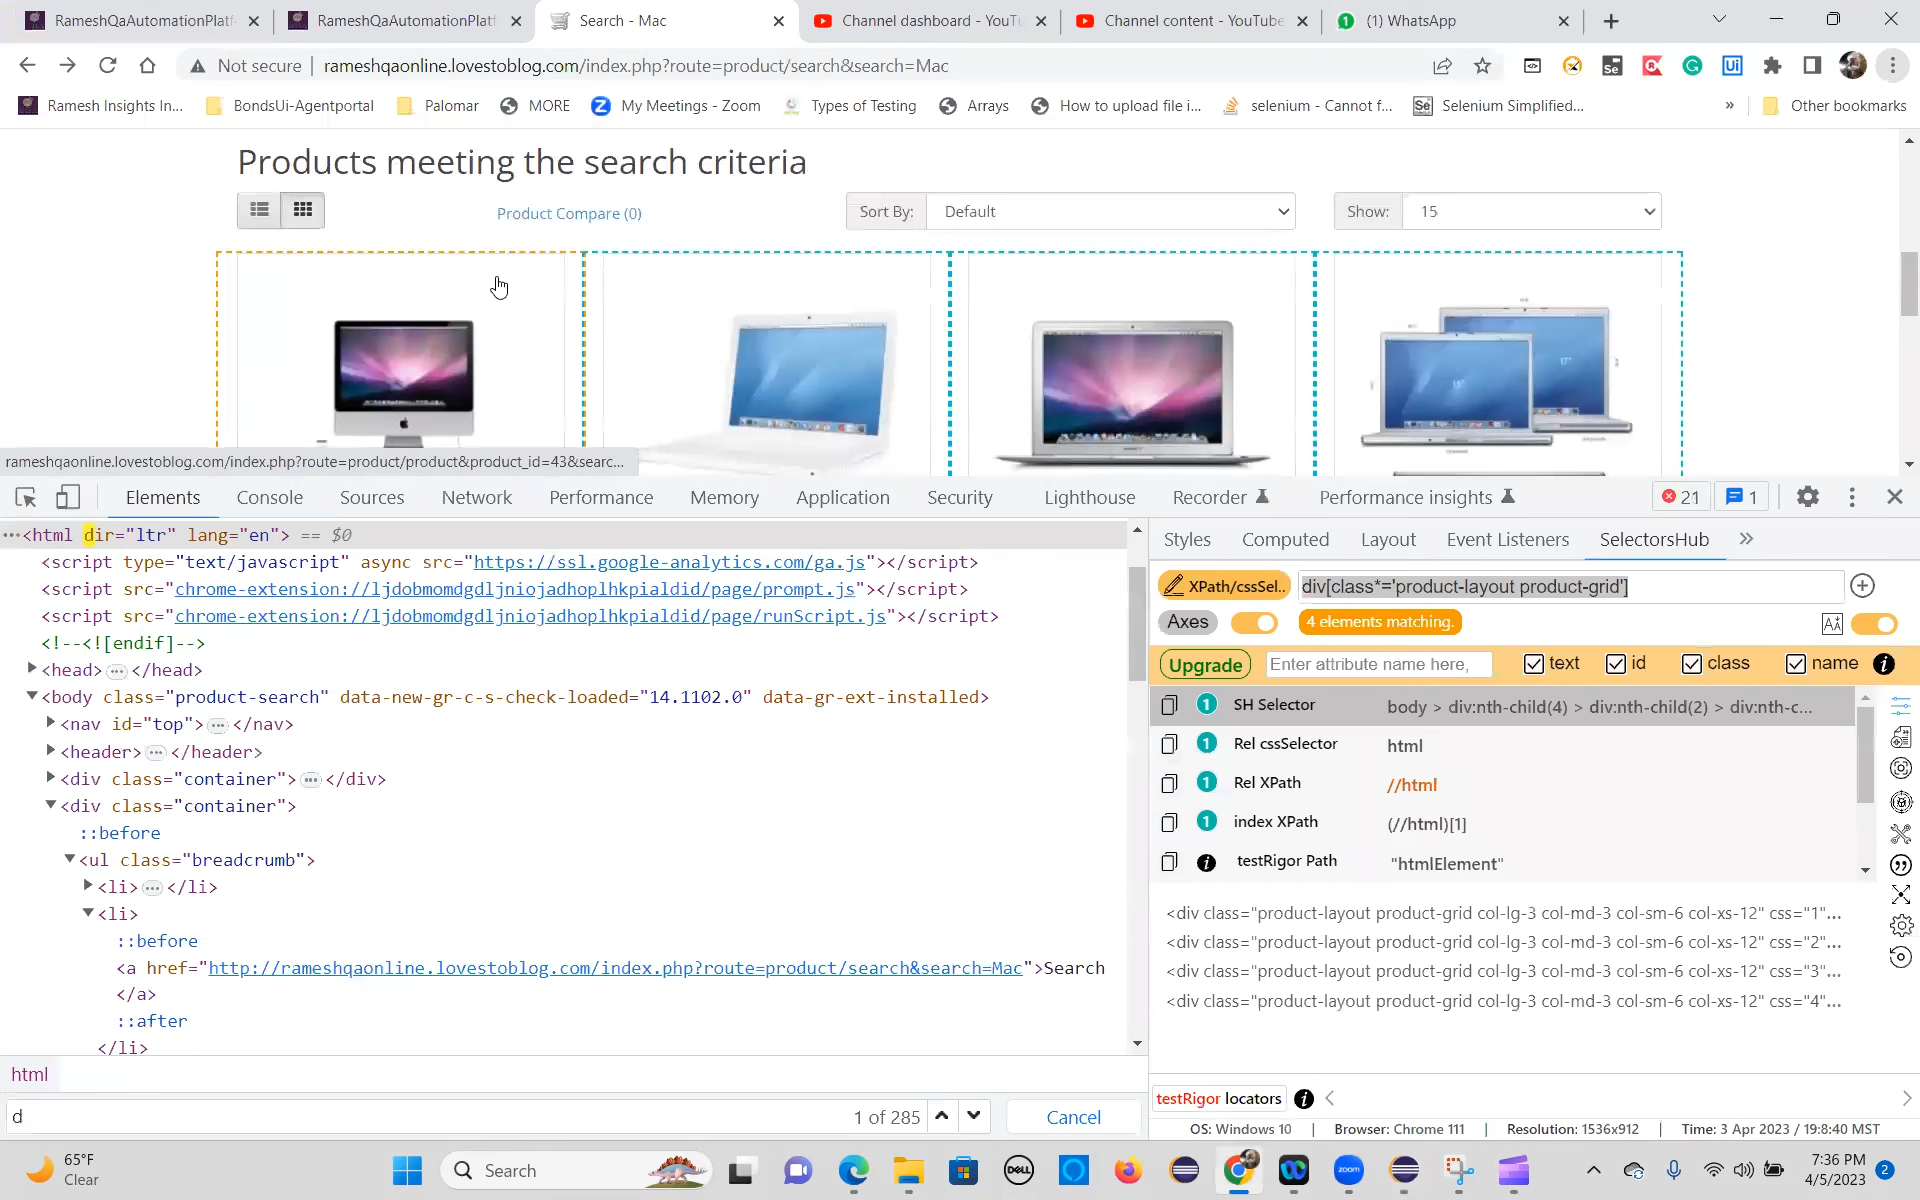 RameshQaAutomationPlatf
RameshQaAutomationPlatf
Search - Mac
Channel dashboard - YouTu
Channel content - YouTube
(1) WhatsApp
Not secure
rameshqaonline.lovestoblog.com/index.php?route=product/search&search=Mac
Ramesh Insights In...
BondsUi-Agentportal
Palomar
MORE
My Meetings - Zoom
Types of Testing
Arrays
How to upload file i...
selenium - Cannot f...
Selenium Simplified...
»
Other bookmarks
Products meeting the search criteria
Product Compare (0)
Sort By:
Default
Show:
15
rameshqaonline.lovestoblog.com/index.php?route=product/product&product_id=43&searc...
Elements
Console
Sources
Network
Performance
Memory
Application
Security
Lighthouse
Recorder
Performance insights
21
1
<html dir="ltr" lang="en"> == $0
<script type="text/javascript" async src="https://ssl.google-analytics.com/ga.js"></script>
<script src="chrome-extension://ljdobmomdgdljniojadhoplhkpialdid/page/prompt.js"></script>
<script src="chrome-extension://ljdobmomdgdljniojadhoplhkpialdid/page/runScript.js"></script>
<!--<![endif]-->
<head>…</head>
<body class="product-search" data-new-gr-c-s-check-loaded="14.1102.0" data-gr-ext-installed>
<nav id="top">…</nav>
<header>…</header>
<div class="container">…</div>
<div class="container">
::before
<ul class="breadcrumb">
<li>…</li>
<li>
::before
<a href="http://rameshqaonline.lovestoblog.com/index.php?route=product/search&search=Mac">Search
</a>
::after
</li>
html
d
1 of 285
Cancel
Styles
Computed
Layout
Event Listeners
SelectorsHub
»
XPath/cssSel..
div[class*='product-layout product-grid']
Axes
4 elements matching.
Upgrade
Enter attribute name here,
text
id
class
name
1 SH Selector body > div:nth-child(4) > div:nth-child(2) > div:nth-c...
1 Rel cssSelector html
1 Rel XPath //html
1 index XPath (//html)[1]
testRigor Path "htmlElement"
<div class="product-layout product-grid col-lg-3 col-md-3 col-sm-6 col-xs-12" css="1"...
<div class="product-layout product-grid col-lg-3 col-md-3 col-sm-6 col-xs-12" css="2"...
<div class="product-layout product-grid col-lg-3 col-md-3 col-sm-6 col-xs-12" css="3"...
<div class="product-layout product-grid col-lg-3 col-md-3 col-sm-6 col-xs-12" css="4"...
testRigor locators
OS: Windows 10 | Browser: Chrome 111 | Resolution: 1536x912 | Time: 3 Apr 2023 / 19:8:40 MST
65°F
Clear
Search
DELL
zoom
7:36 PM
4/5/2023
2